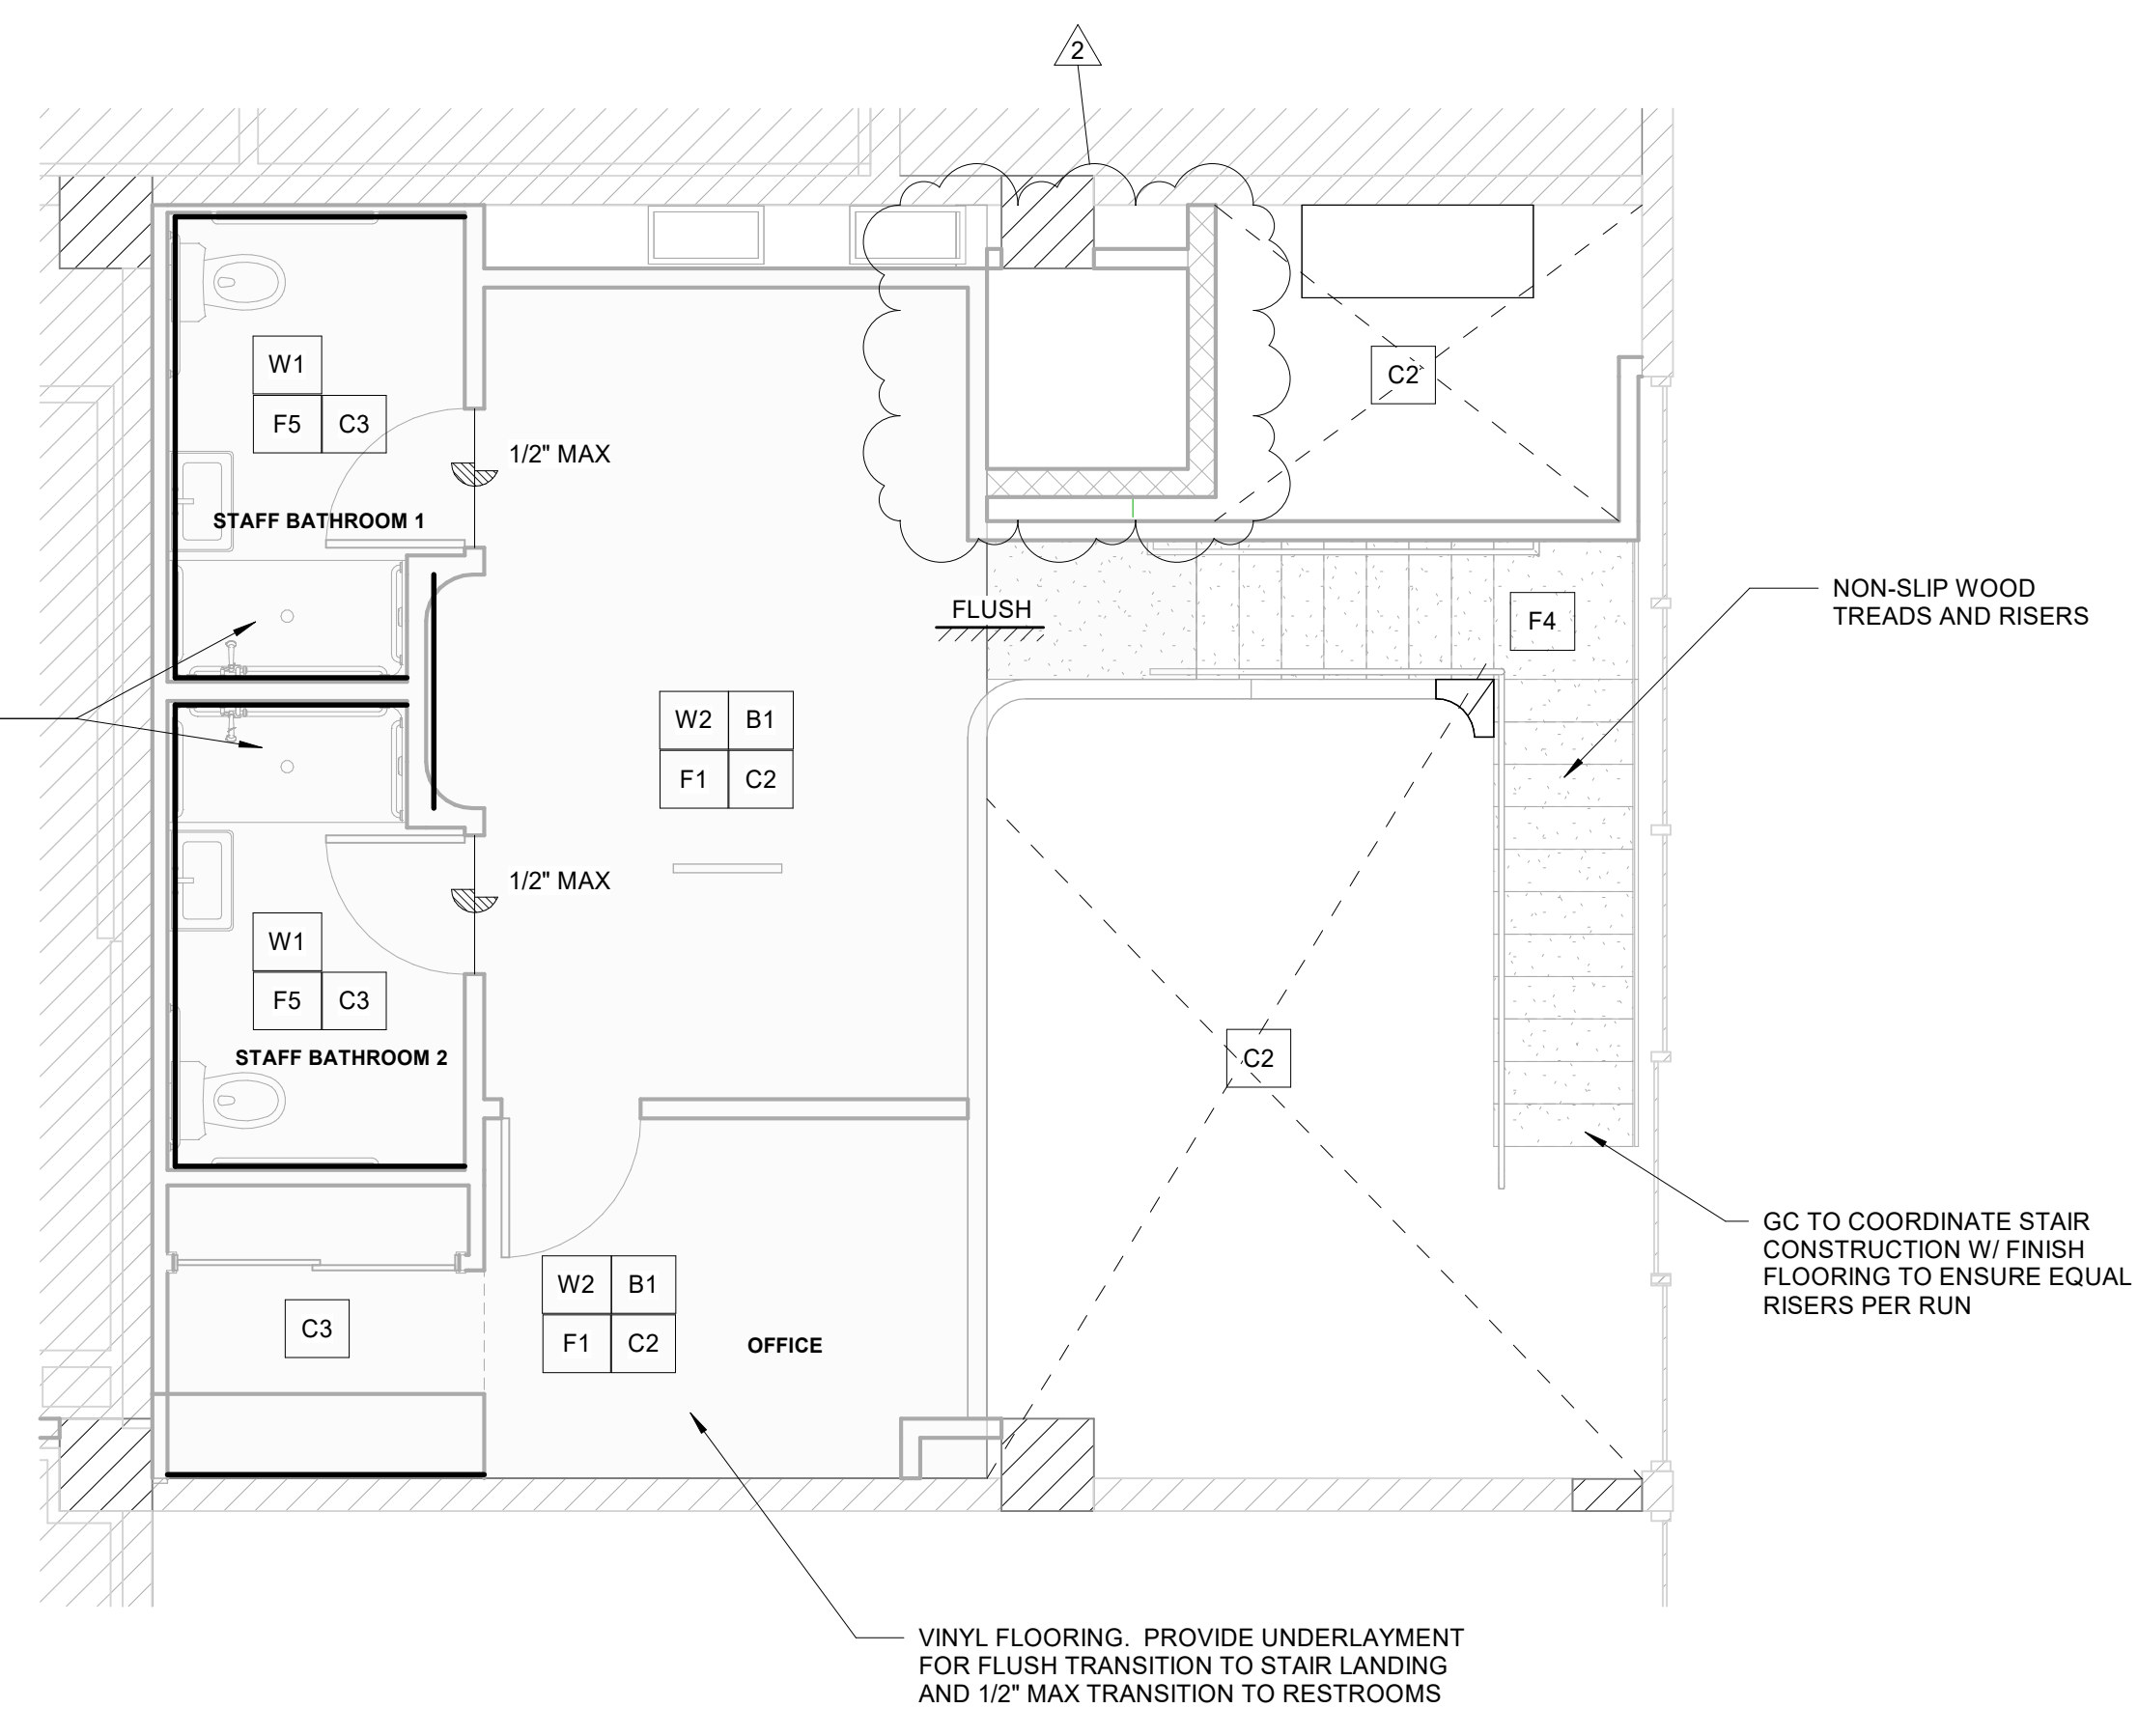 2
W1
F5 C3
1/2" MAX
STAFF BATHROOM 1
C2
FLUSH
F4
NON-SLIP WOOD
TREADS AND RISERS
W2 B1
F1 C2
1/2" MAX
W1
F5 C3
STAFF BATHROOM 2
C2
W2 B1
F1 C2
C3
OFFICE
GC TO COORDINATE STAIR
CONSTRUCTION W/ FINISH
FLOORING TO ENSURE EQUAL
RISERS PER RUN
VINYL FLOORING. PROVIDE UNDERLAYMENT
FOR FLUSH TRANSITION TO STAIR LANDING
AND 1/2" MAX TRANSITION TO RESTROOMS